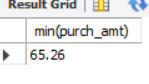 Result Grid
min(purch_amt)
65.26